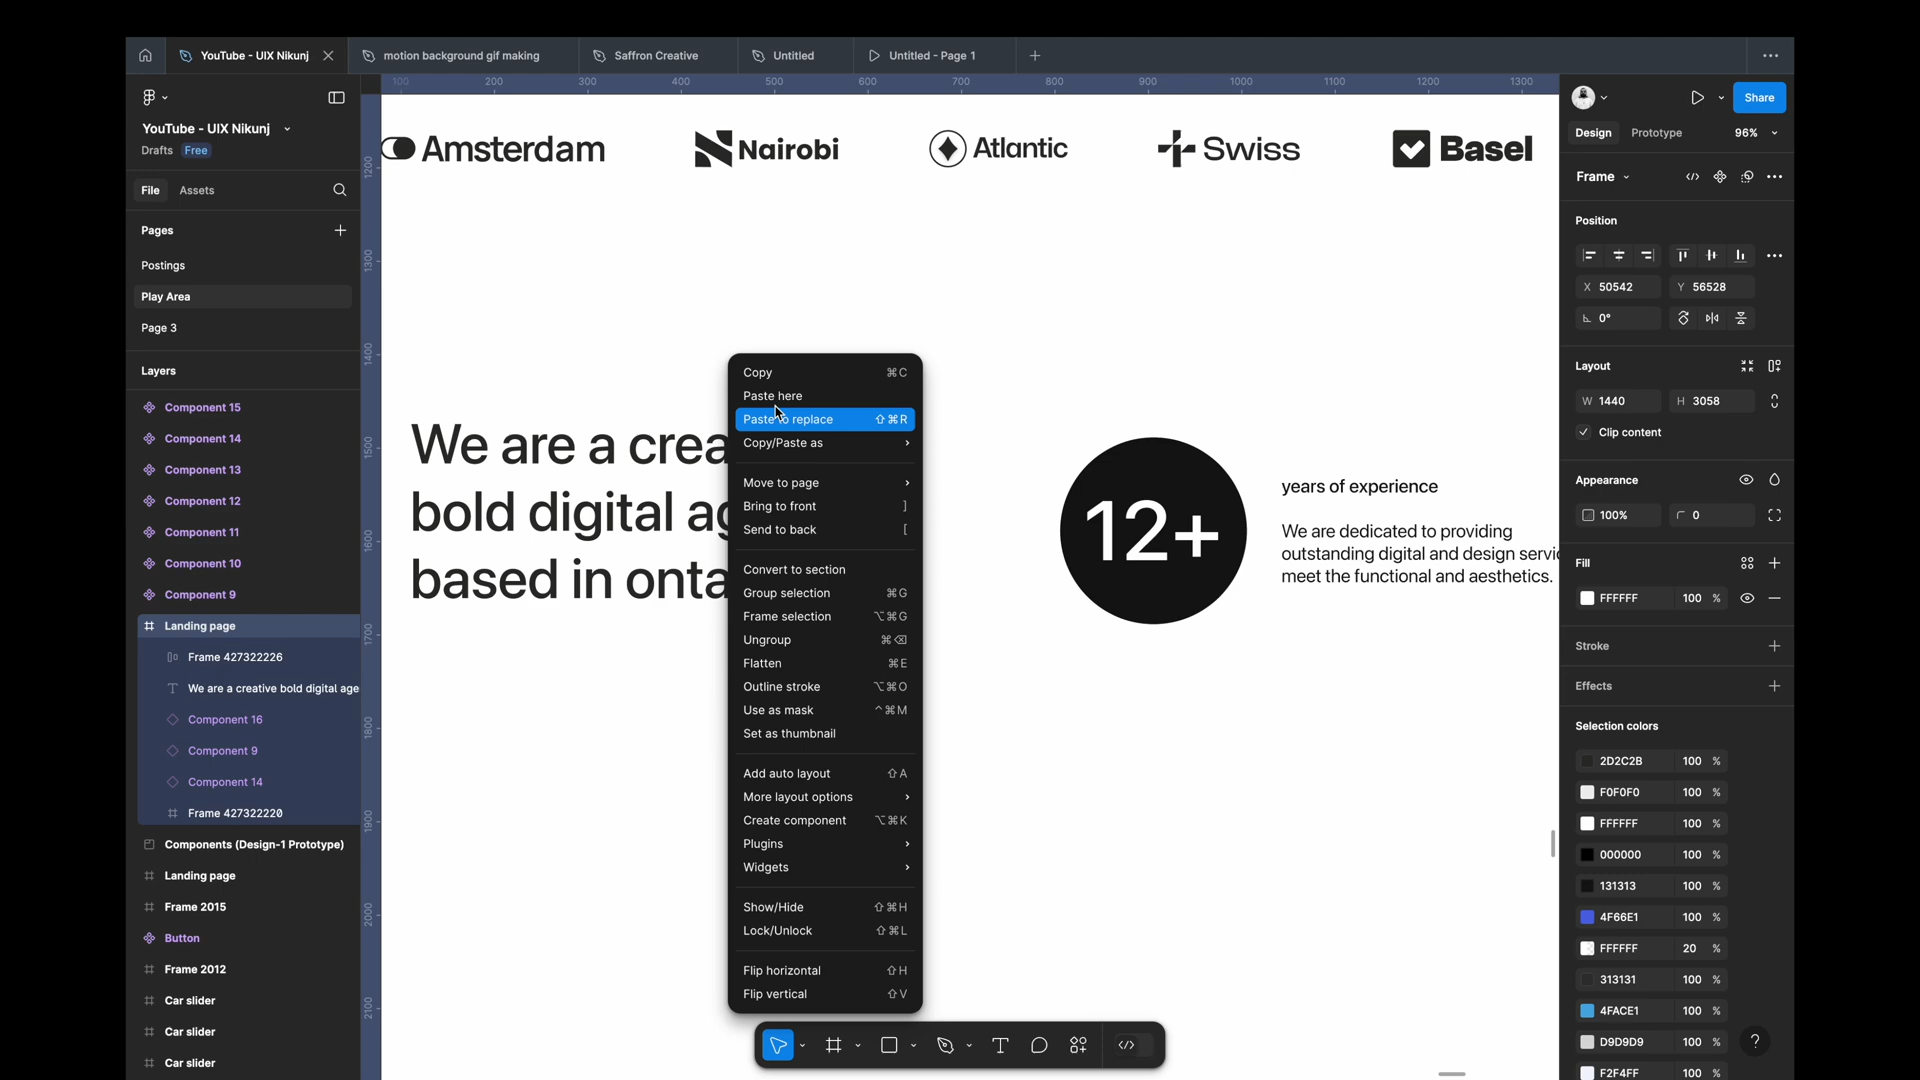 YouTube - UIX Nikunj
motion background gif making
Saffron Creative
Untitled
Untitled - Page 1
100 200 300 400 500 600 700 800 900 1000 1100 1200 1300
YouTube - UIX Nikunj
Drafts Free
File Assets
Pages
Postings
Play Area
Page 3
Layers
Component 15
Component 14
Component 13
Component 12
Component 11
Component 10
Component 9
Landing page
Frame 427322226
We are a creative bold digital age
Component 16
Component 9
Component 14
Frame 427322220
Components (Design-1 Prototype)
Landing page
Frame 2015
Button
Frame 2012
Car slider
Car slider
Car slider
1200
1300
1400
1500
1600
1700
1800
1900
2000
2100
Amsterdam
Nairobi
Atlantic
Swiss
Basel
We are a crea
bold digital ag
based in onta
Copy ⌘C
Paste here
Paste to replace ⇧⌘R
Copy/Paste as
Move to page
Bring to front ]
Send to back [
Convert to section
Group selection ⌘G
Frame selection ⌥⌘G
Ungroup ⌘⌫
Flatten ⌘E
Outline stroke ⌥⌘O
Use as mask ^⌘M
Set as thumbnail
Add auto layout ⇧A
More layout options
Create component ⌥⌘K
Plugins
Widgets
Show/Hide ⇧⌘H
Lock/Unlock ⇧⌘L
Flip horizontal ⇧H
Flip vertical ⇧V
12+
years of experience
We are dedicated to providing
outstanding digital and design servic
meet the functional and aesthetics.
Share
Design Prototype 96%
Frame
Position
X 50542 Y 56528
0°
Layout
W 1440 H 3058
Clip content
Appearance
100% 0
Fill
FFFFFF 100 %
Stroke
Effects
Selection colors
2D2C2B 100 %
F0F0F0 100 %
FFFFFF 100 %
000000 100 %
131313 100 %
4F66E1 100 %
FFFFFF 20 %
313131 100 %
4FACE1 100 %
D9D9D9 100 %
F2F4FF 100 %
?